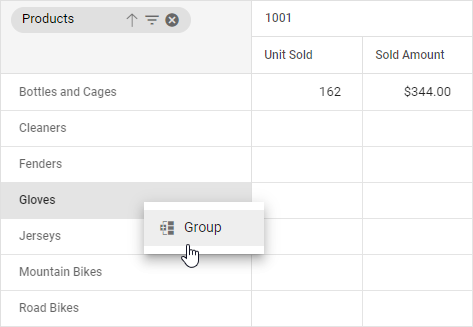 Products
1001
Unit Sold
Sold Amount
Bottles and Cages
162
$344.00
Cleaners
Fenders
Gloves
Group
Jerseys
Mountain Bikes
Road Bikes